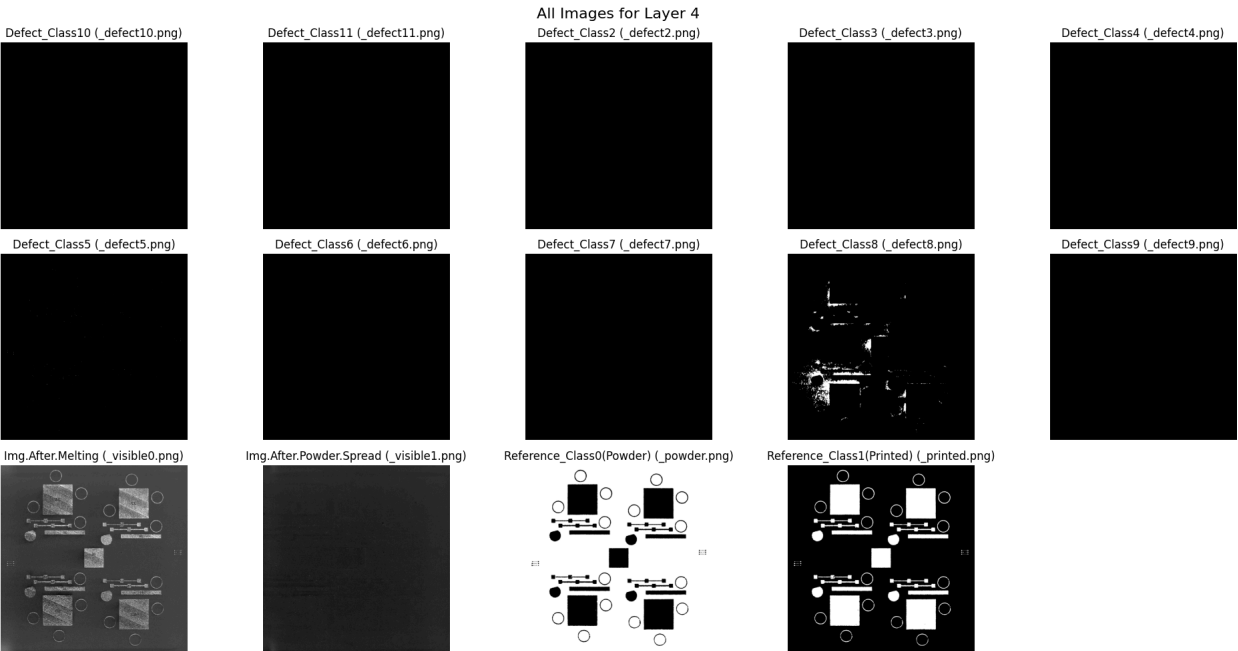 All Images for Layer 4
Defect_Class10 (_defect10.png)
Defect_Class11 (_defect11.png)
Defect_Class2 (_defect2.png)
Defect_Class3 (_defect3.png)
Defect_Class4 (_defect4.png)
Defect_Class5 (_defect5.png)
Defect_Class6 (_defect6.png)
Defect_Class7 (_defect7.png)
Defect_Class8 (_defect8.png)
Defect_Class9 (_defect9.png)
Img.After.Melting (_visible0.png)
Img.After.Powder.Spread (_visible1.png)
Reference_Class0(Powder) (_powder.png)
Reference_Class1(Printed) (_printed.png)